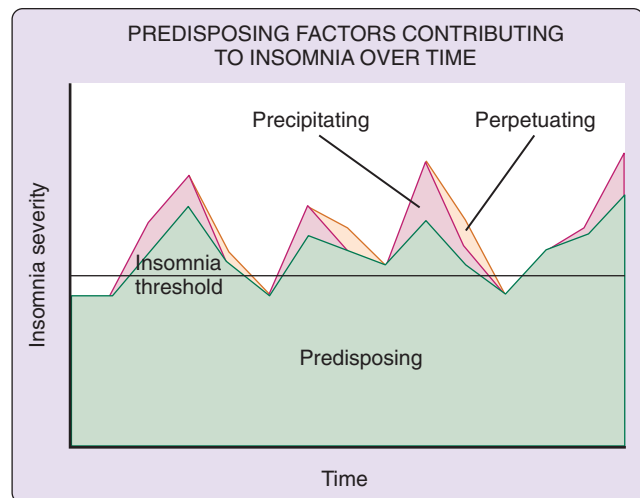 PREDISPOSING FACTORS CONTRIBUTING
TO INSOMNIA OVER TIME
Precipitating
Perpetuating
Insomnia severity
Insomnia
threshold
Predisposing
Time